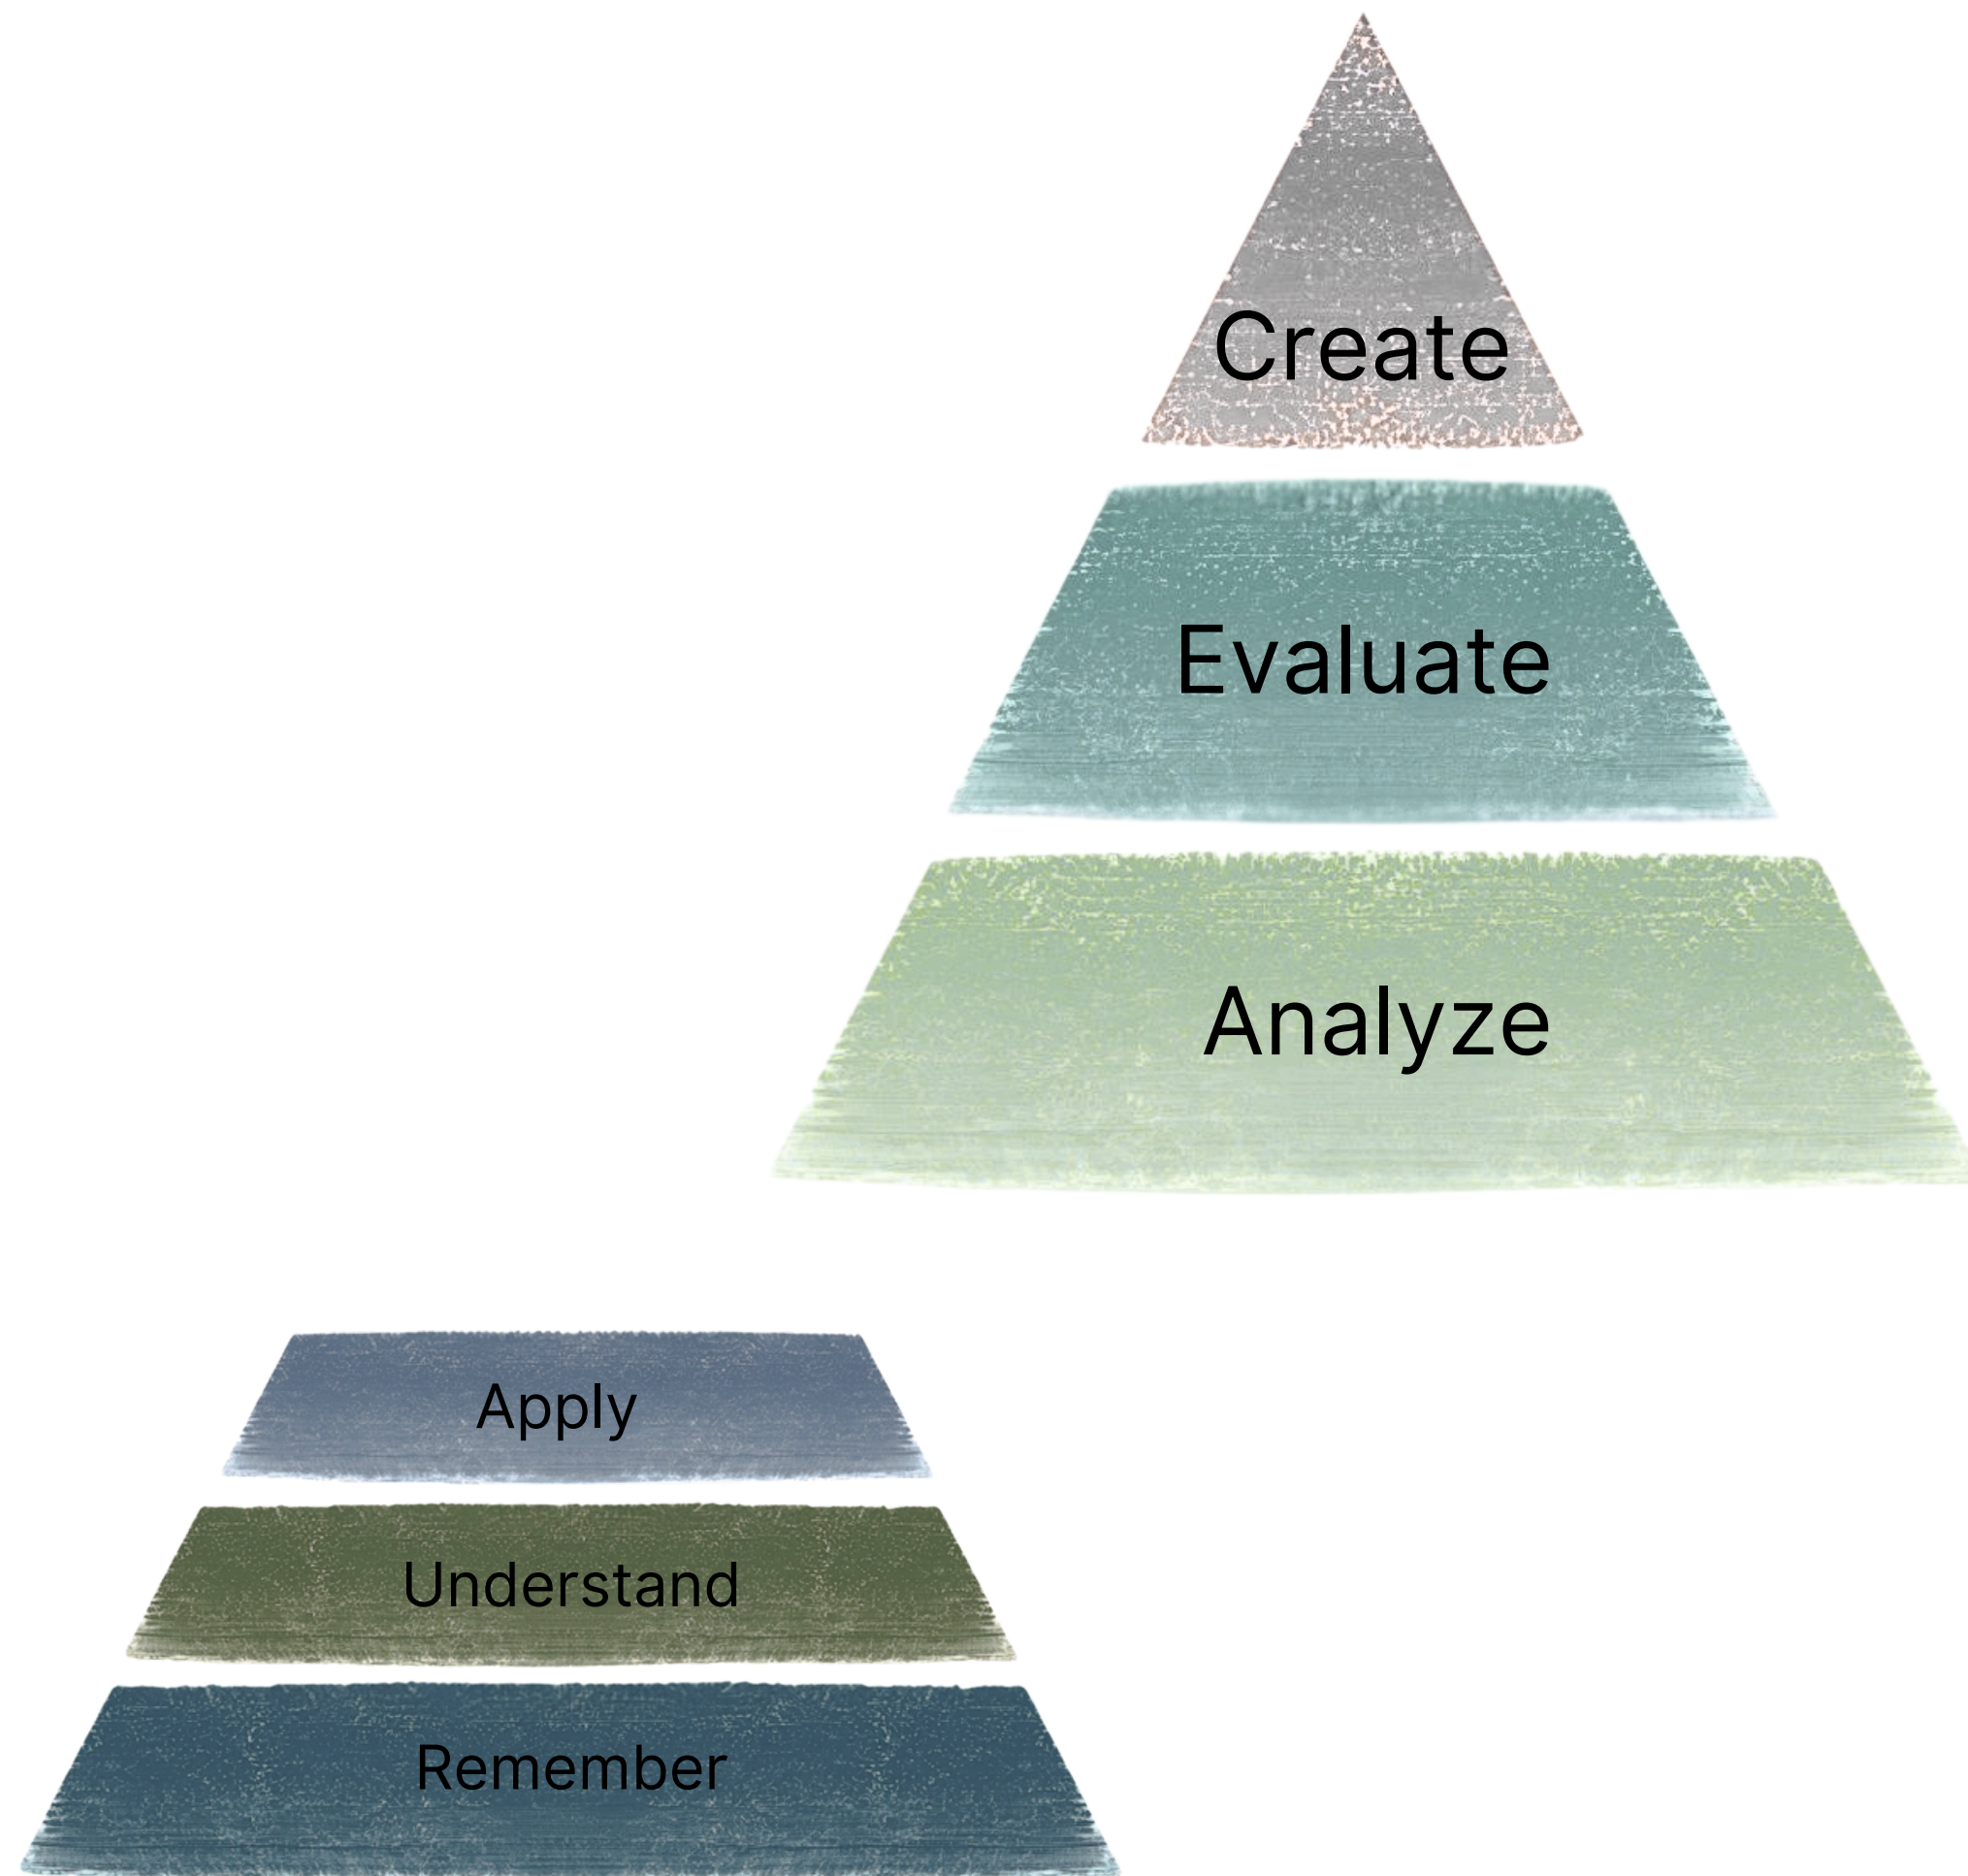 Create
Evaluate
Analyze
Apply
Understand
Remember